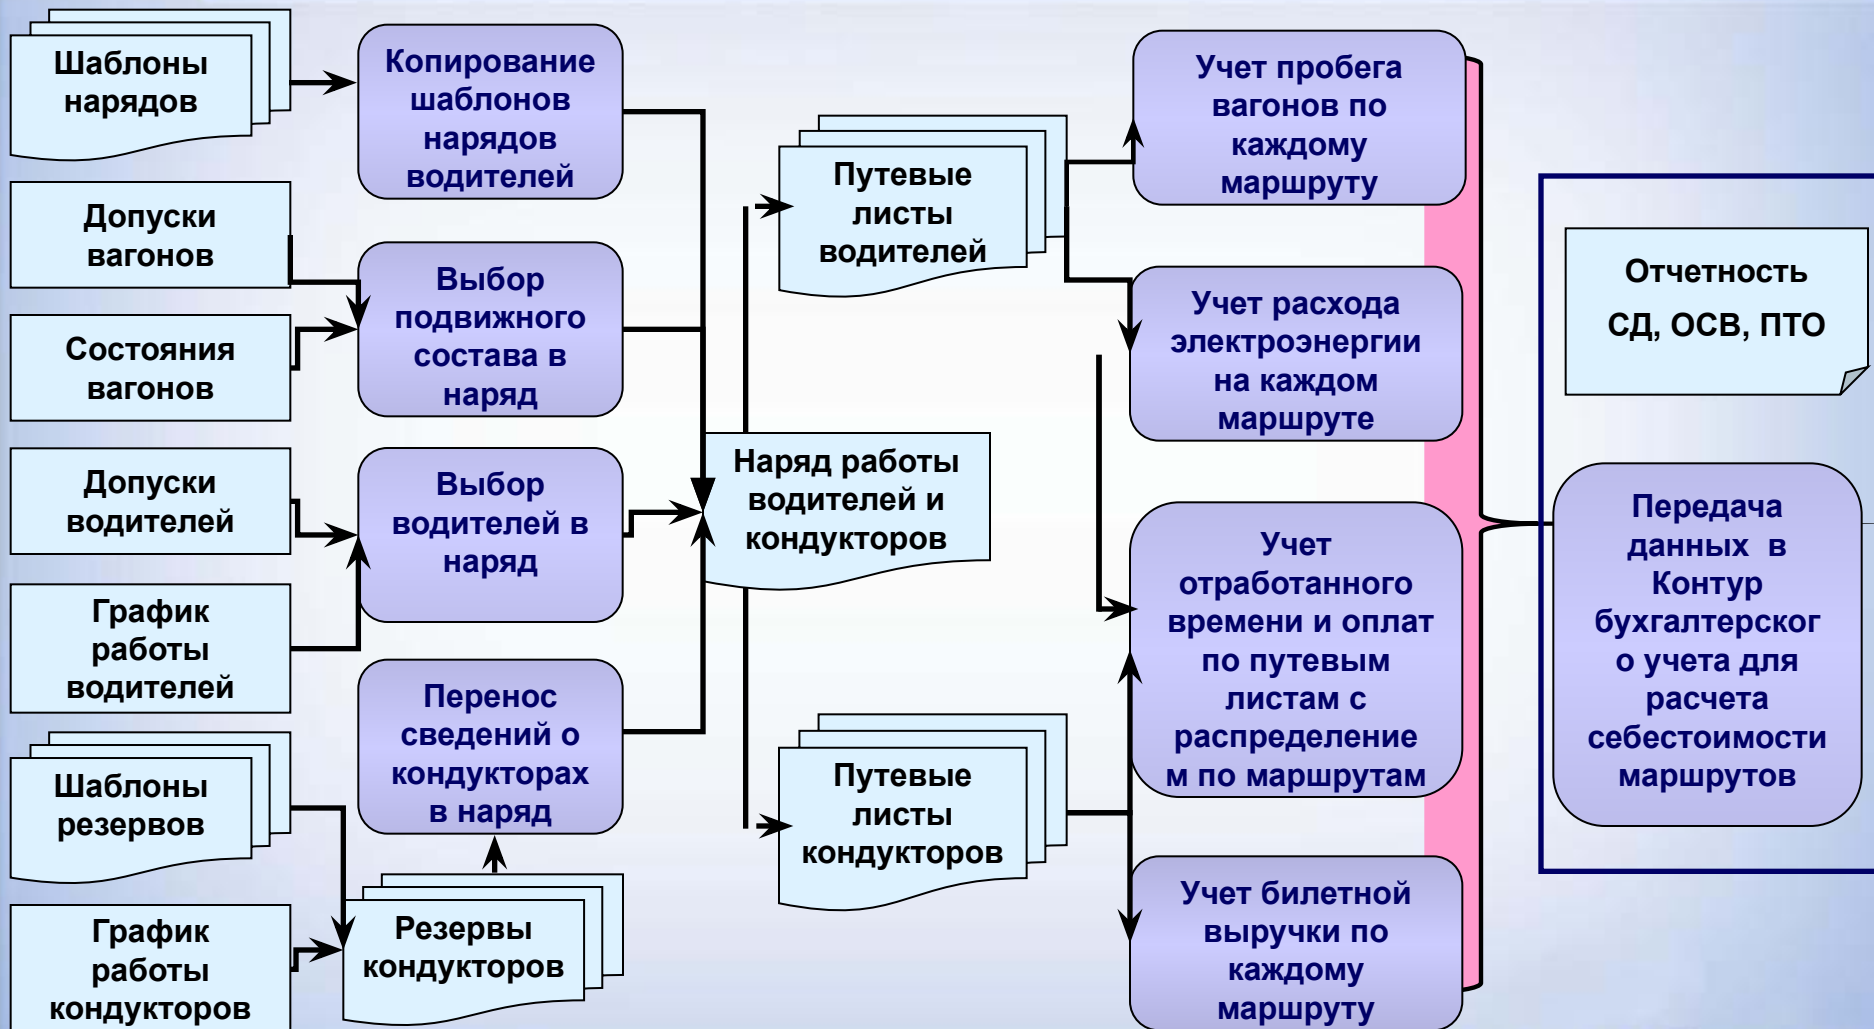 Шаблоны
нарядов
Допуски
вагонов
Состояния
вагонов
Допуски
водителей
График
работы
водителей
Шаблоны
резервов
График
работы
кондукторов
Копирование
шаблонов
нарядов
водителей
Выбор
подвижного
состава в
наряд
Выбор
водителей в
наряд
Перенос
сведений о
кондукторах
в наряд
Резервы
кондукторов
Наряд работы
водителей и
кондукторов
Путевые
листы
водителей
Путевые
листы
кондукторов
Учет пробега
вагонов по
каждому
маршруту
Учет расхода
электроэнергии
на каждом
маршруте
Учет
отработанного
времени и оплат
по путевым
листам с
распределение
м по маршрутам
Учет билетной
выручки по
каждому
маршруту
Отчетность
СД, ОСВ, ПТО
Передача
данных в
Контур
бухгалтерског
о учета для
расчета
себестоимости
маршрутов